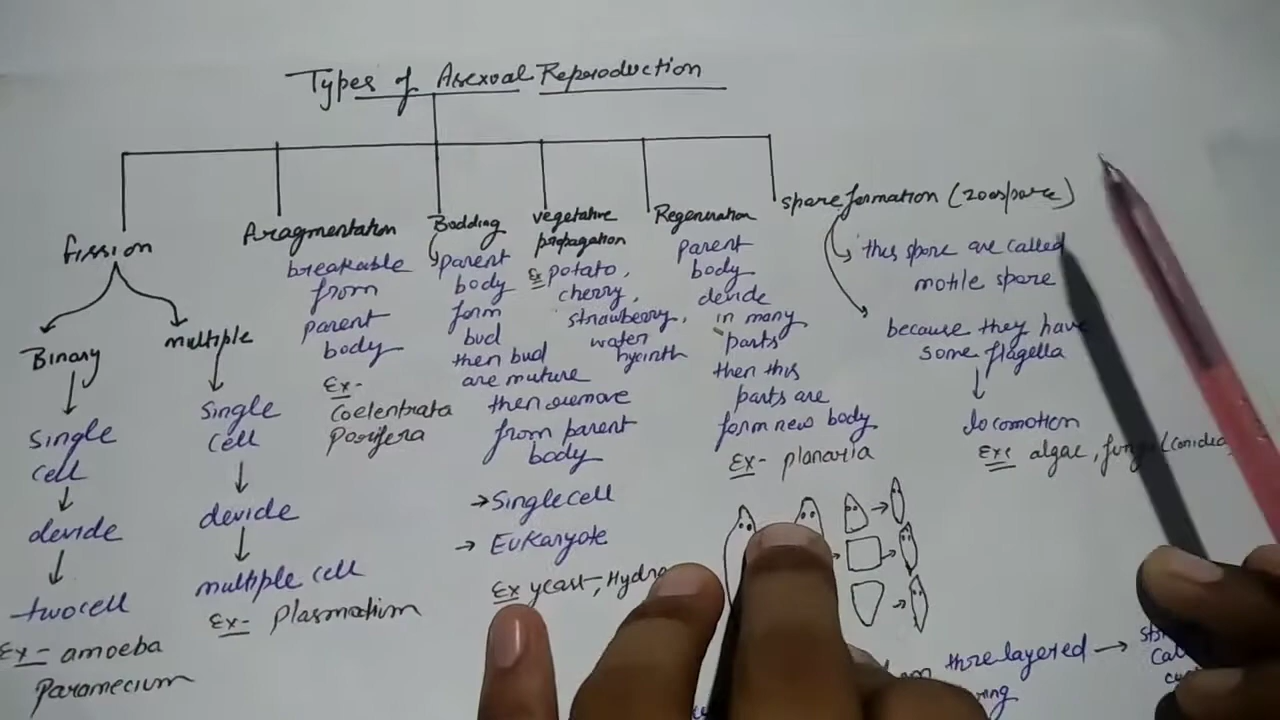 Types of Asexual Reproduction
fission
Binary
Single
cell
devide
two cell
Ex- amoeba
Paramecium
multiple
Single
cell
devide
multiple cell
Ex- Plasmodium
fragmentation
breakable
from
parent
body
Ex-
Coelentrata
Porifera
Budding
parent
body
form
bud
then bud
are muture
then remove
from parent
body
→ Single cell
→ Eukaryote
Ex yeast, Hydra
vegetative
propagation
Ex potato,
cherry,
strawberry,
water
hycinth
Regenration
parent
body
devide
in many
parts
then this
parts are
form new body
Ex- planaria
spore formation (zoospore)
this spore are called
motile spore
because they have
some flagella
locomotion
Ex: algae, fungi (conidea
three layered →